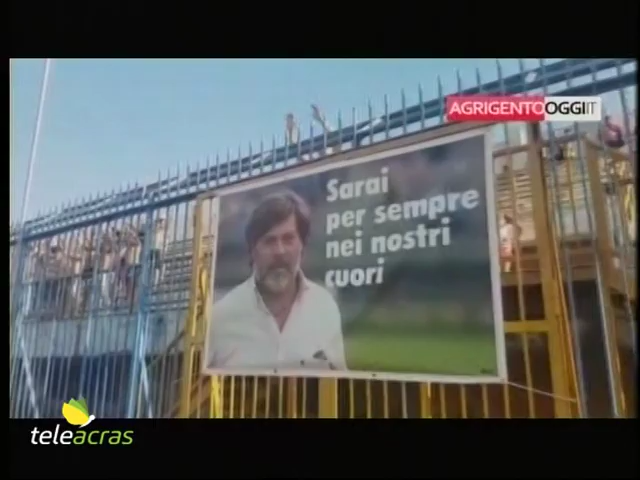 AGRIGENTOOGGI.IT
Sarai
per sempre
nei nostri
cuori
teleacras